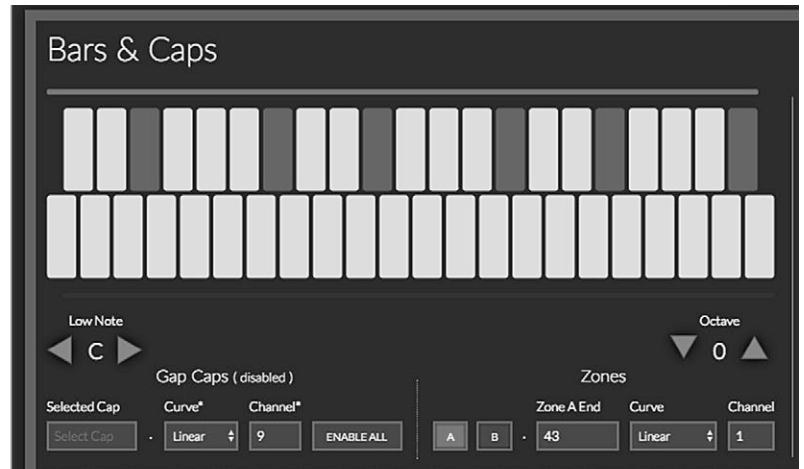 Bars & Caps
Low Note
C
Octave
0
Gap Caps ( disabled )
Zones
Selected Cap
Curve*
Channel*
Zone A End
Curve
Channel
Select Cap
Linear
9
ENABLE ALL
A
B
43
Linear
1